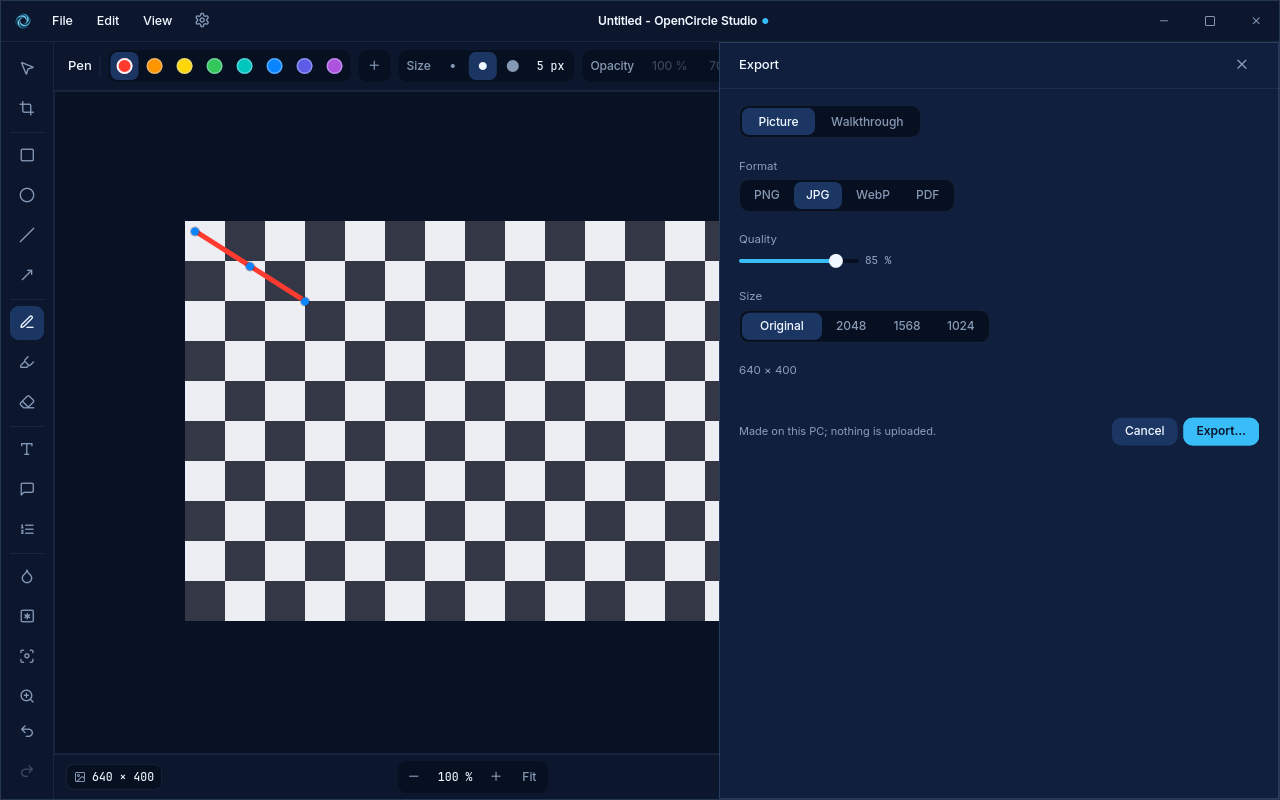 File Edit View
Untitled - OpenCircle Studio
Pen
Size
5 px
Opacity
100 %
Export
Picture Walkthrough
Format
PNG JPG WebP PDF
Quality
85 %
Size
Original 2048 1568 1024
640 × 400
Made on this PC; nothing is uploaded.
Cancel
Export...
640 × 400
100 %
Fit